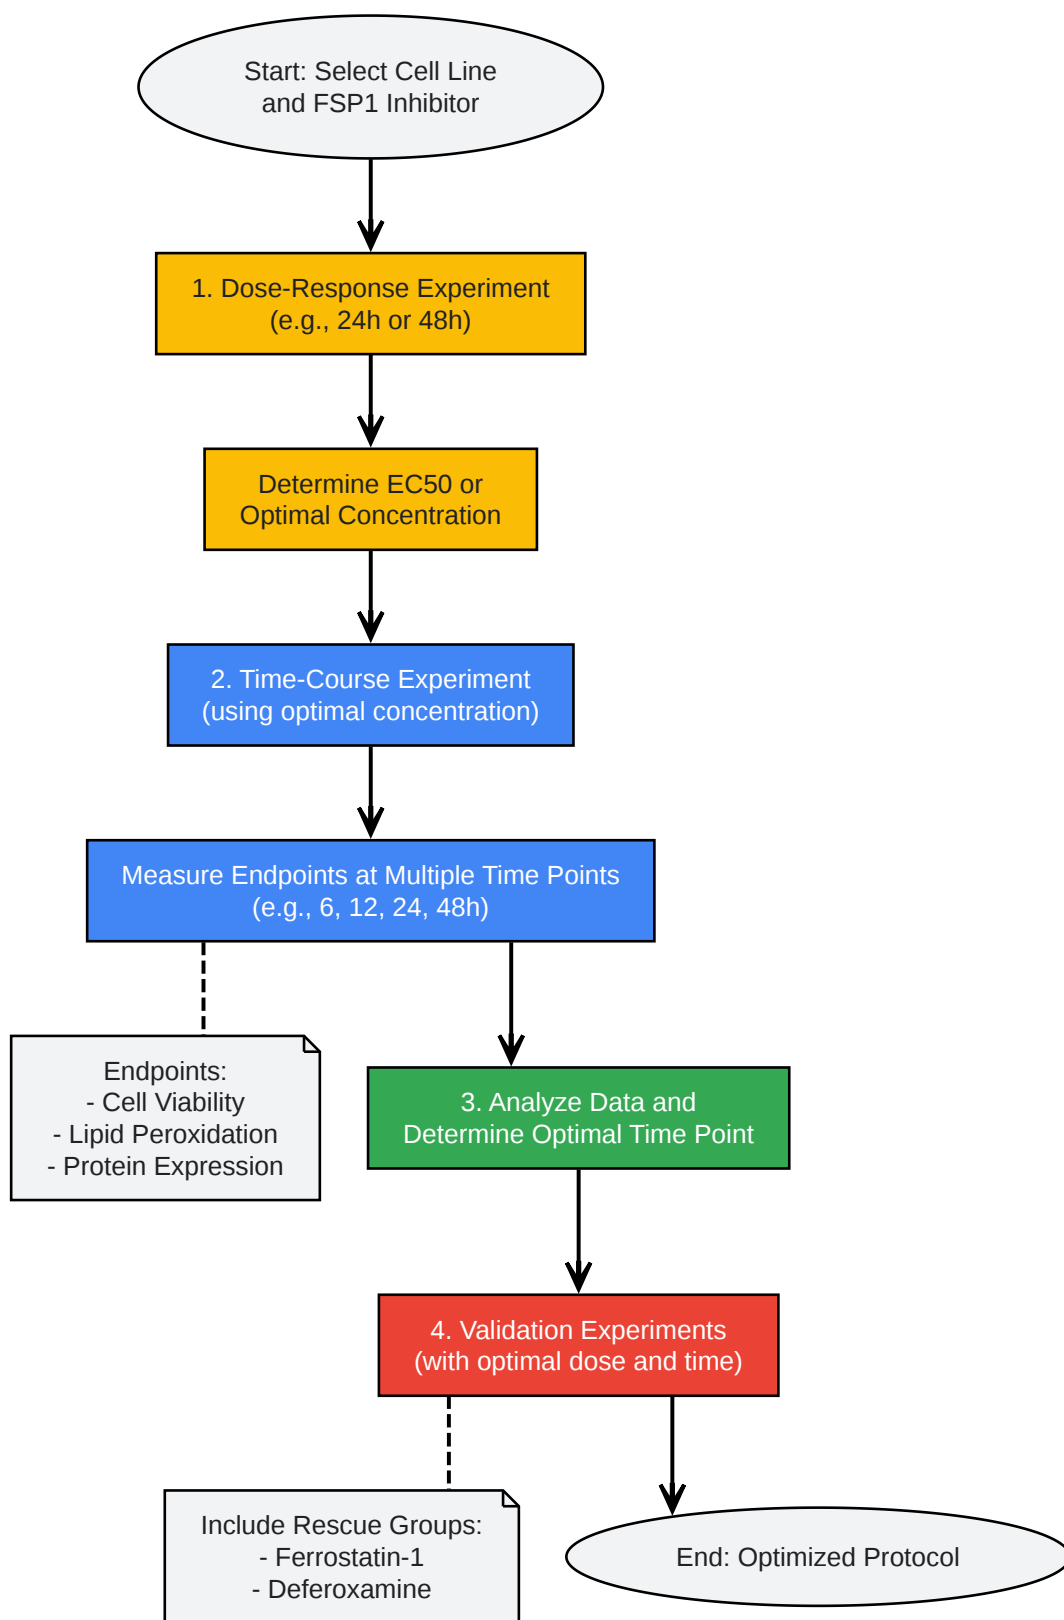 Start: Select Cell Line
and FSP1 Inhibitor
1. Dose-Response Experiment
(e.g., 24h or 48h)
Determine EC50 or
Optimal Concentration
2. Time-Course Experiment
(using optimal concentration)
Measure Endpoints at Multiple Time Points
(e.g., 6, 12, 24, 48h)
Endpoints:
- Cell Viability
- Lipid Peroxidation
- Protein Expression
3. Analyze Data and
Determine Optimal Time Point
4. Validation Experiments
(with optimal dose and time)
Include Rescue Groups:
- Ferrostatin-1
- Deferoxamine
End: Optimized Protocol